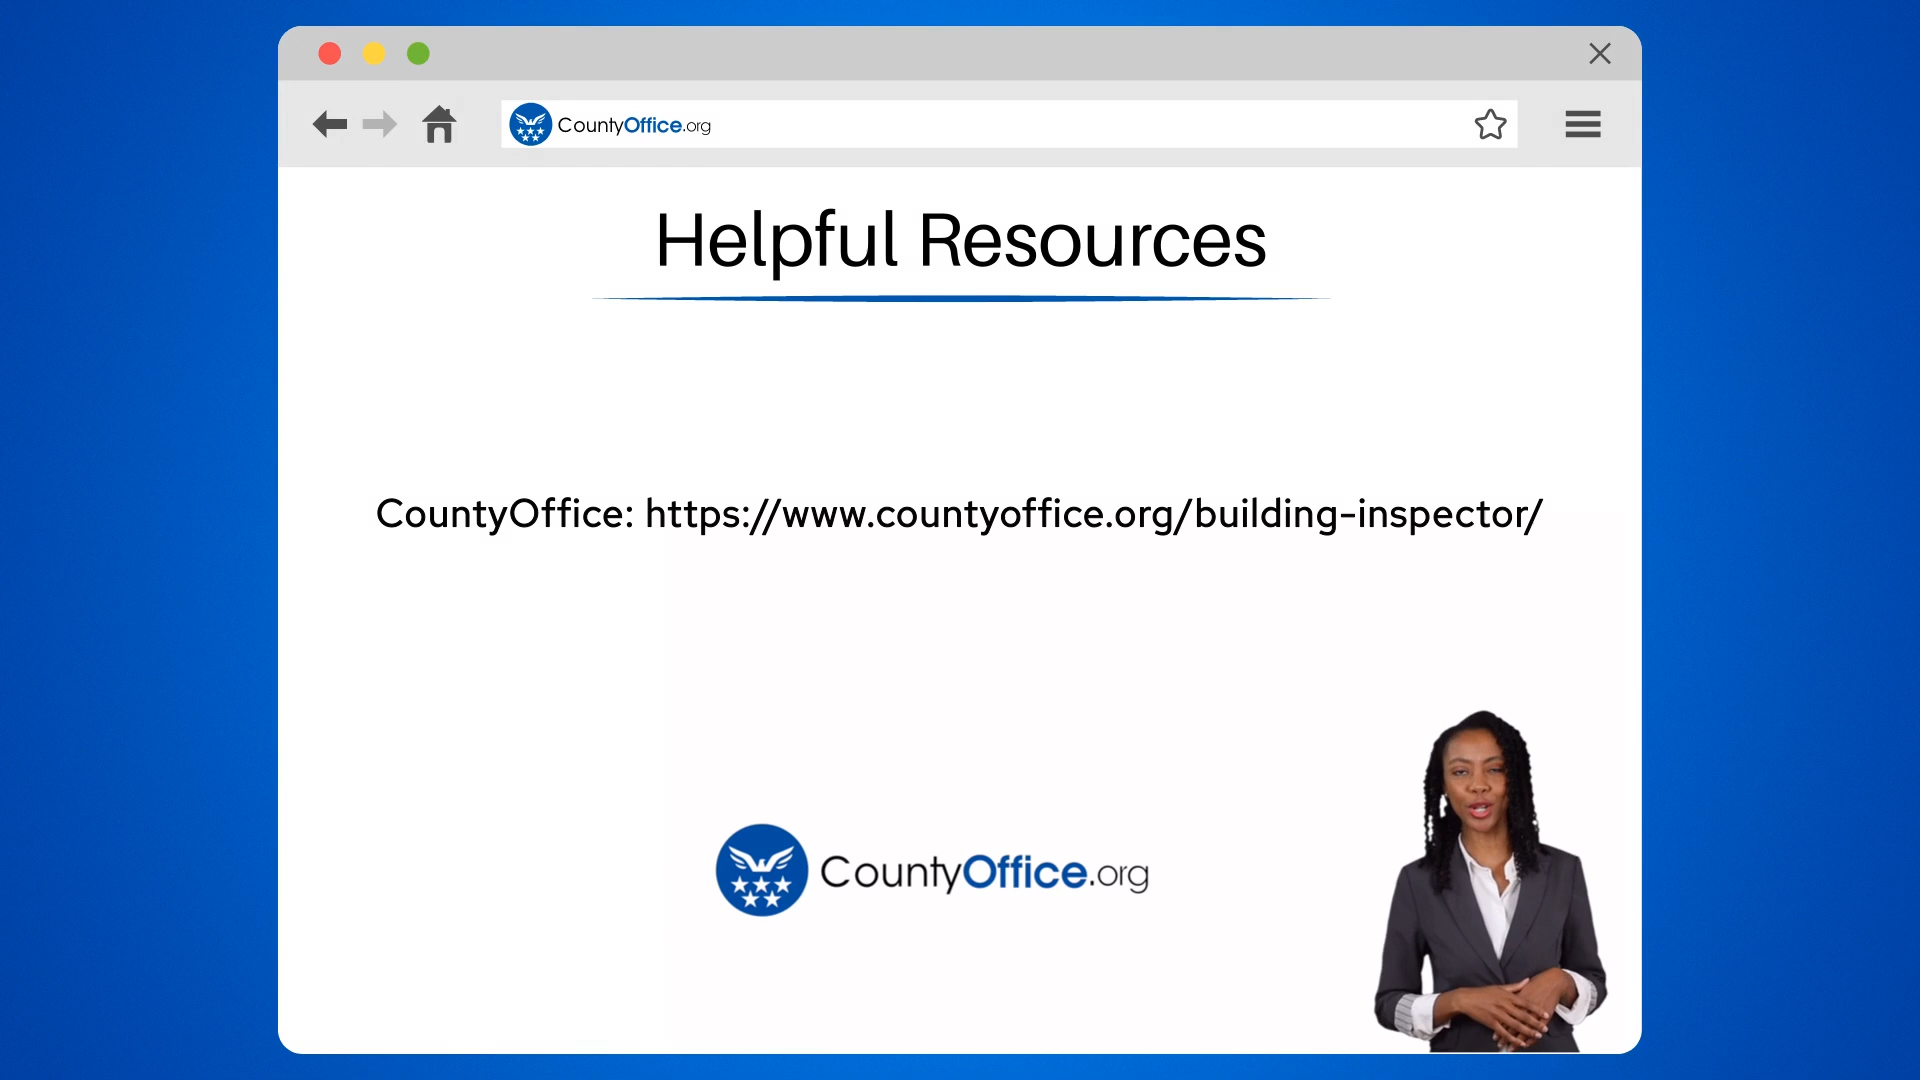 CountyOffice.org
Helpful Resources
CountyOffice: https://www.countyoffice.org/building-inspector/
CountyOffice.org